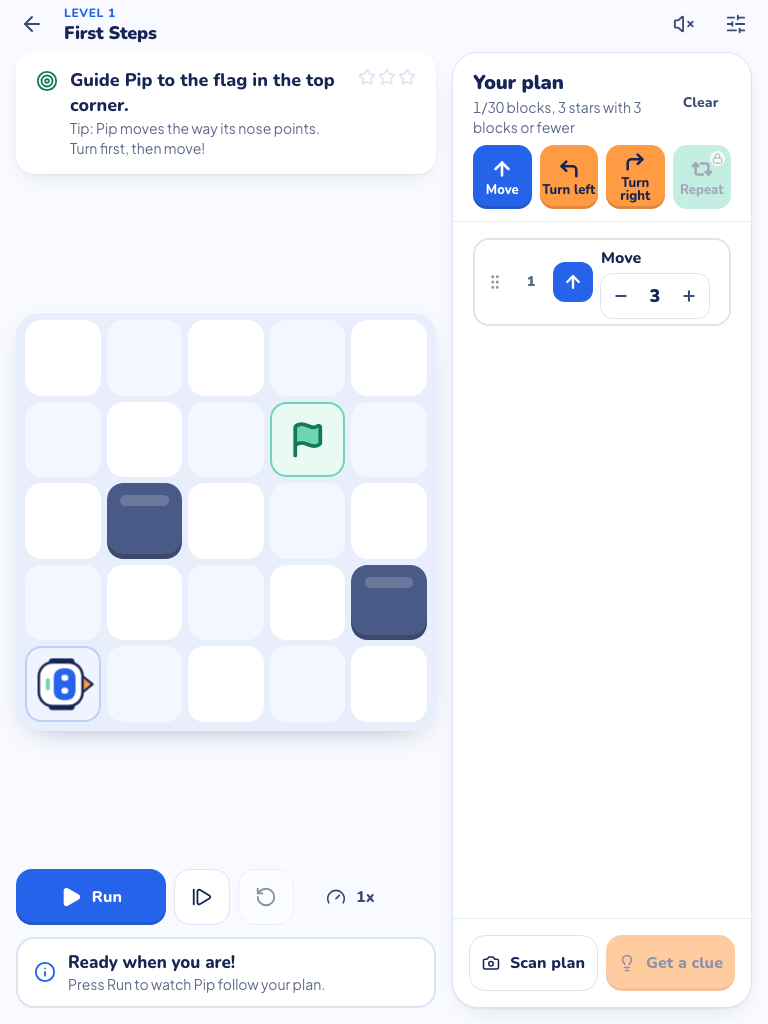 LEVEL 1
First Steps
Guide Pip to the flag in the top
corner.
Tip: Pip moves the way its nose points.
Turn first, then move!
Your plan
1/30 blocks, 3 stars with 3
blocks or fewer
Clear
Move
Turn left
Turn
right
Repeat
1
Move
3
Run
1x
Ready when you are!
Press Run to watch Pip follow your plan.
Scan plan
Get a clue